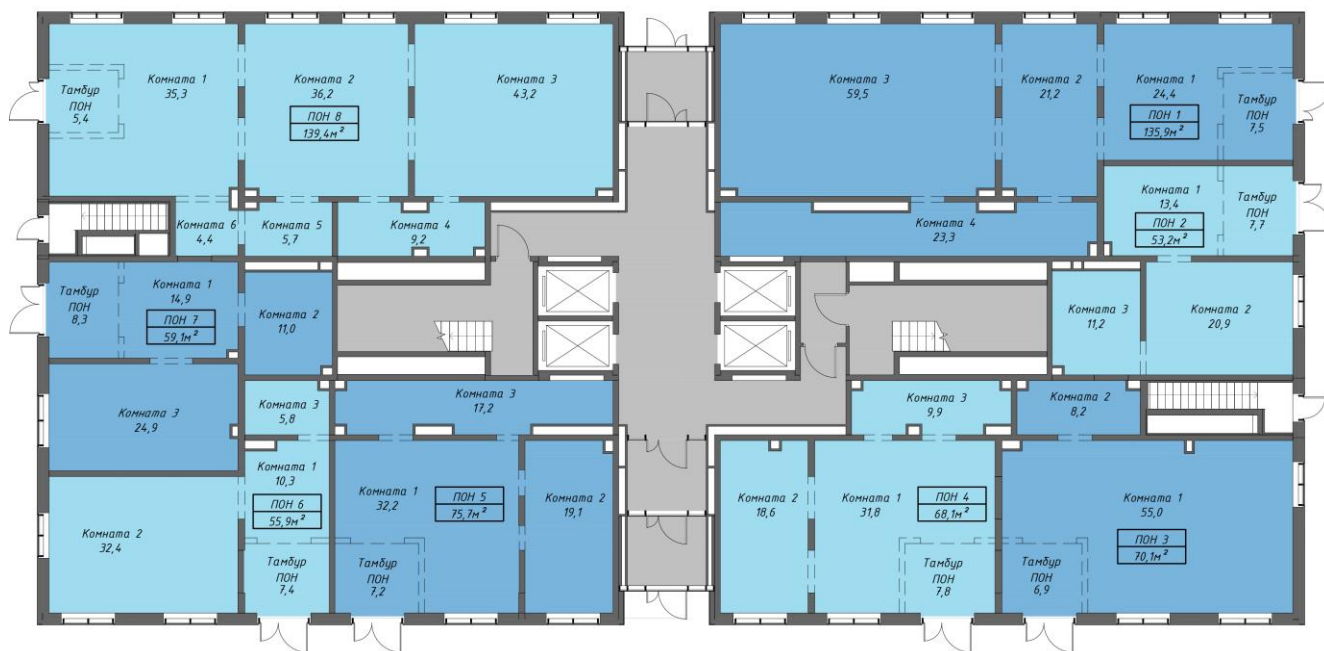 Комната 1
35,3
Тамбур
ПОН
5,4
Комната 2
36,2
ПОН 8
139,4м²
Комната 3
43,2
Комната 6
4,4
Комната 5
5,7
Комната 4
9,2
Комната 3
59,5
Комната 2
21,2
Комната 1
24,4
ПОН 1
135,9м²
Тамбур
ПОН
7,5
Комната 4
23,3
Комната 1
13,4
ПОН 2
53,2м²
Тамбур
ПОН
7,7
Комната 3
11,2
Комната 2
20,9
Тамбур
ПОН
8,3
Комната 1
14,9
ПОН 7
59,1м²
Комната 2
11,0
Комната 3
24,9
Комната 3
5,8
Комната 3
17,2
Комната 1
10,3
ПОН 6
55,9м²
Комната 2
32,4
Тамбур
ПОН
7,4
Комната 1
32,2
ПОН 5
75,7м²
Тамбур
ПОН
7,2
Комната 2
19,1
Комната 3
9,9
Комната 2
8,2
Комната 2
18,6
Комната 1
31,8
ПОН 4
68,1м²
Тамбур
ПОН
7,8
Комната 1
55,0
ПОН 3
70,1м²
Тамбур
ПОН
6,9